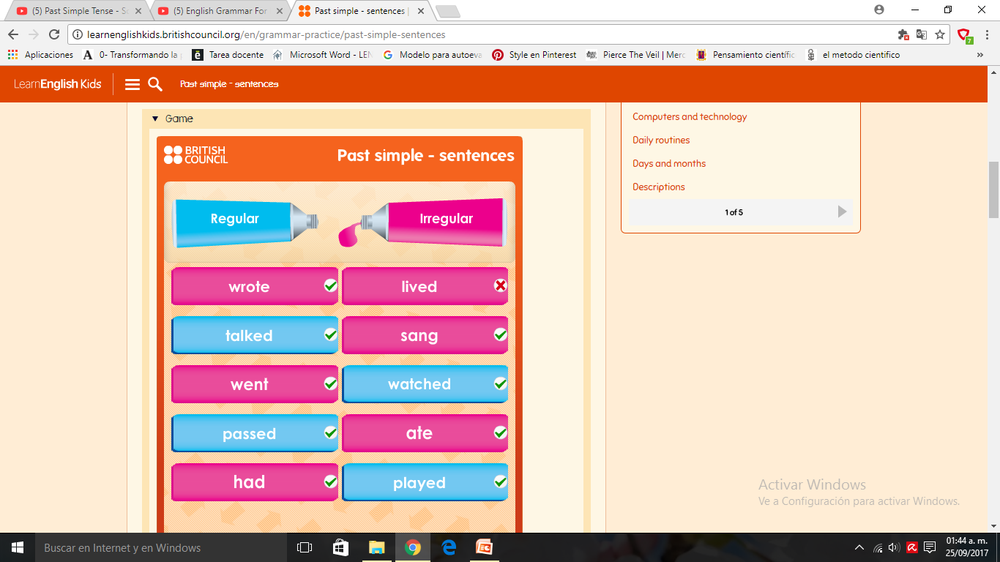 (5) Past Simple Tense - S
(5) English Grammar For
Past simple - sentences |
learnenglishkids.britishcouncil.org/en/grammar-practice/past-simple-sentences
7
Aplicaciones
0- Transformando la
Tarea docente
Microsoft Word - LEN
Modelo para autoeva
Style en Pinterest
Pierce The Veil | Merc
Pensamiento científic
el metodo cientifico
»
LearnEnglish Kids
Past simple - sentences
Game
BRITISH
COUNCIL
Past simple - sentences
Regular
Irregular
wrote
lived
talked
sang
went
watched
passed
ate
had
played
Computers and technology
Daily routines
Days and months
Descriptions
1 of 5
Activar Windows
Ve a Configuración para activar Windows.
Buscar en Internet y en Windows
01:44 a. m.
25/09/2017